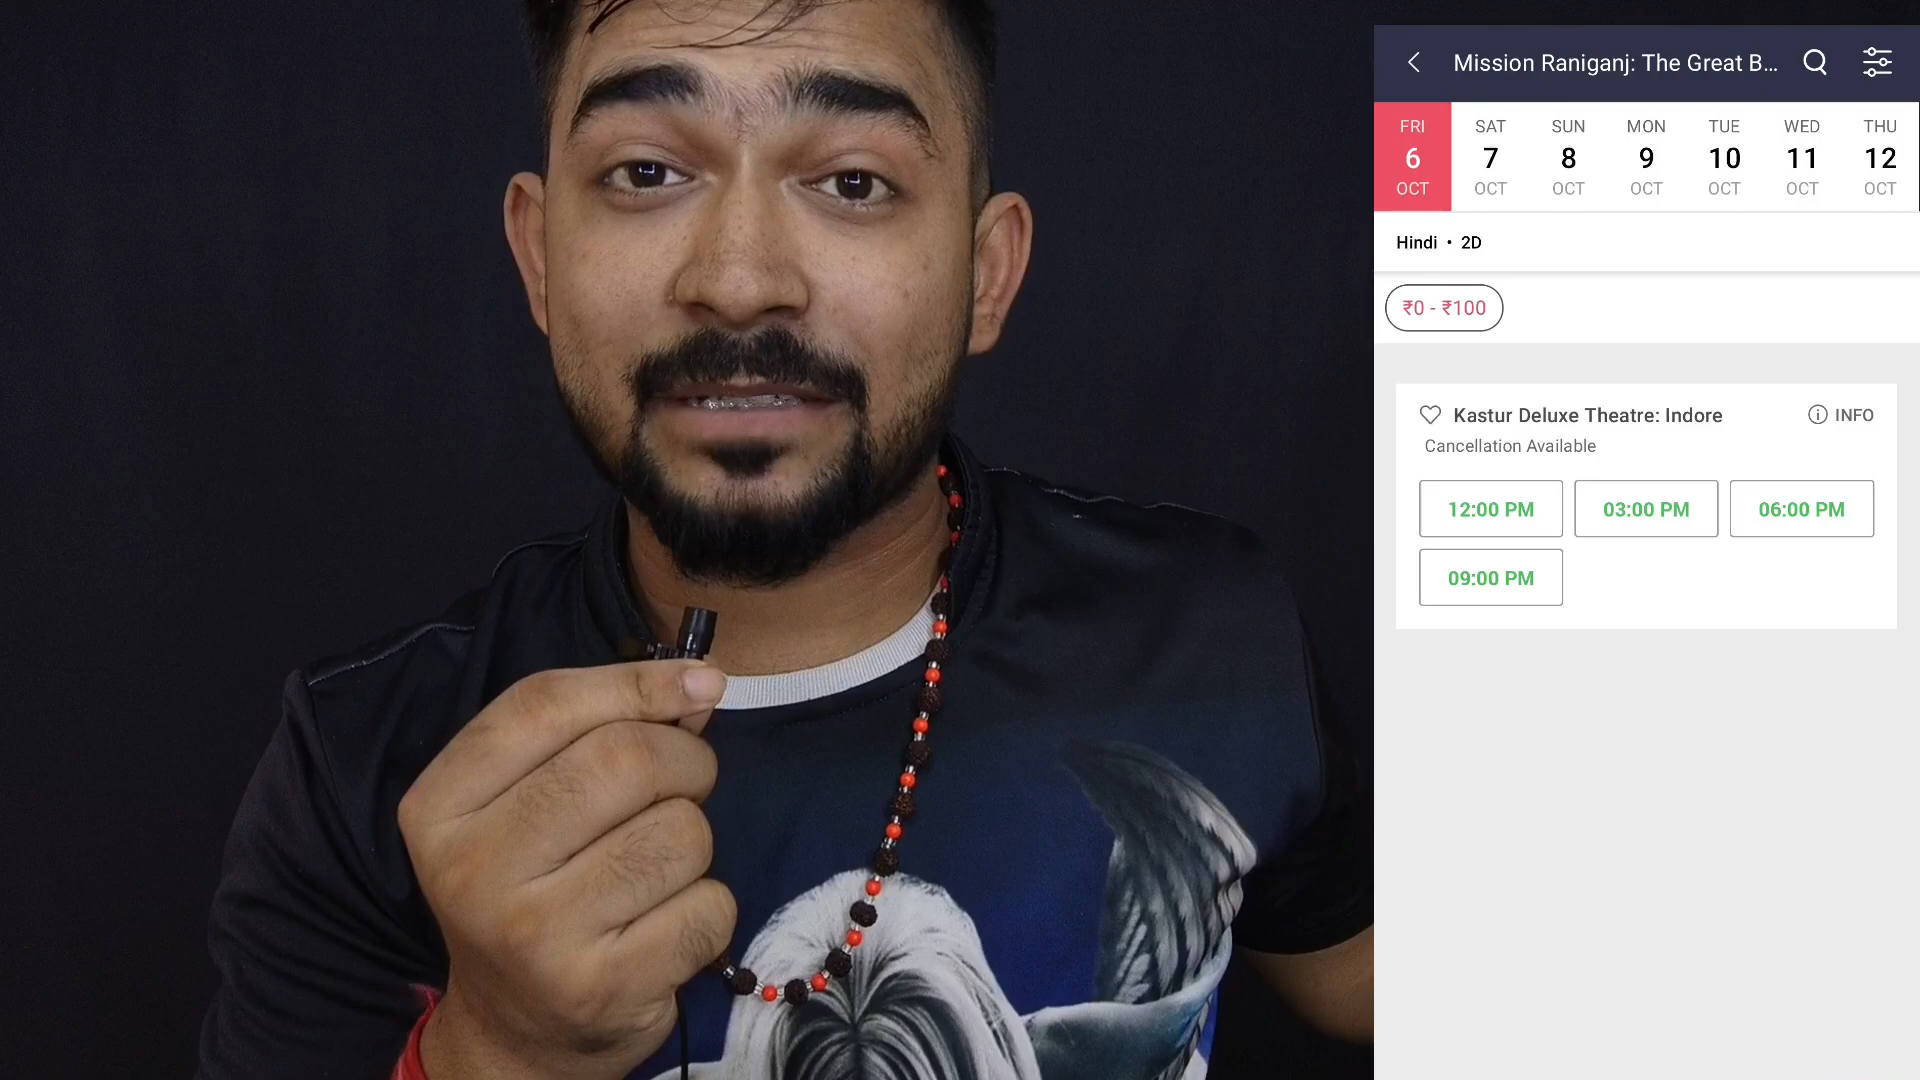 Mission Raniganj: The Great B...
FRI SAT SUN MON TUE WED THU
6 7 8 9 10 11 12
OCT OCT OCT OCT OCT OCT OCT
Hindi • 2D
₹0 - ₹100
Kastur Deluxe Theatre: Indore INFO
Cancellation Available
12:00 PM 03:00 PM 06:00 PM
09:00 PM